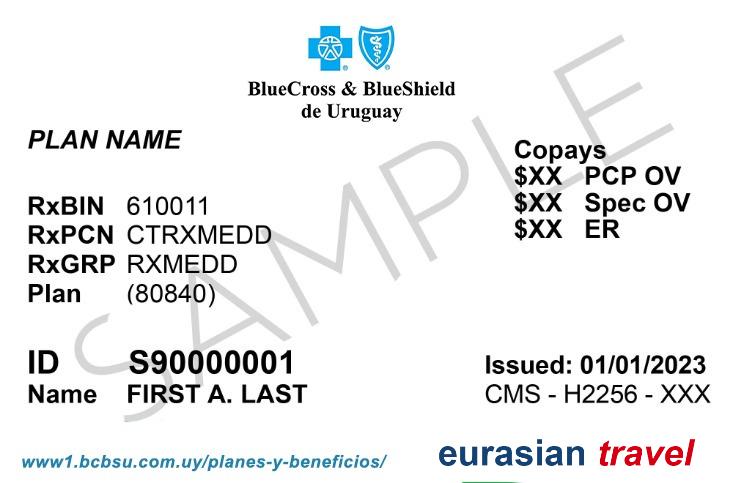 BlueCross & BlueShield
de Uruguay
PLAN NAME
Copays
$XX PCP OV
$XX Spec OV
$XX ER
RxBIN 610011
RxPCN CTRXMEDD
RxGRP RXMEDD
Plan (80840)
SAMPLE
ID S90000001
Name FIRST A. LAST
Issued: 01/01/2023
CMS - H2256 - XXX
www1.bcbsu.com.uy/planes-y-beneficios/
eurasian travel